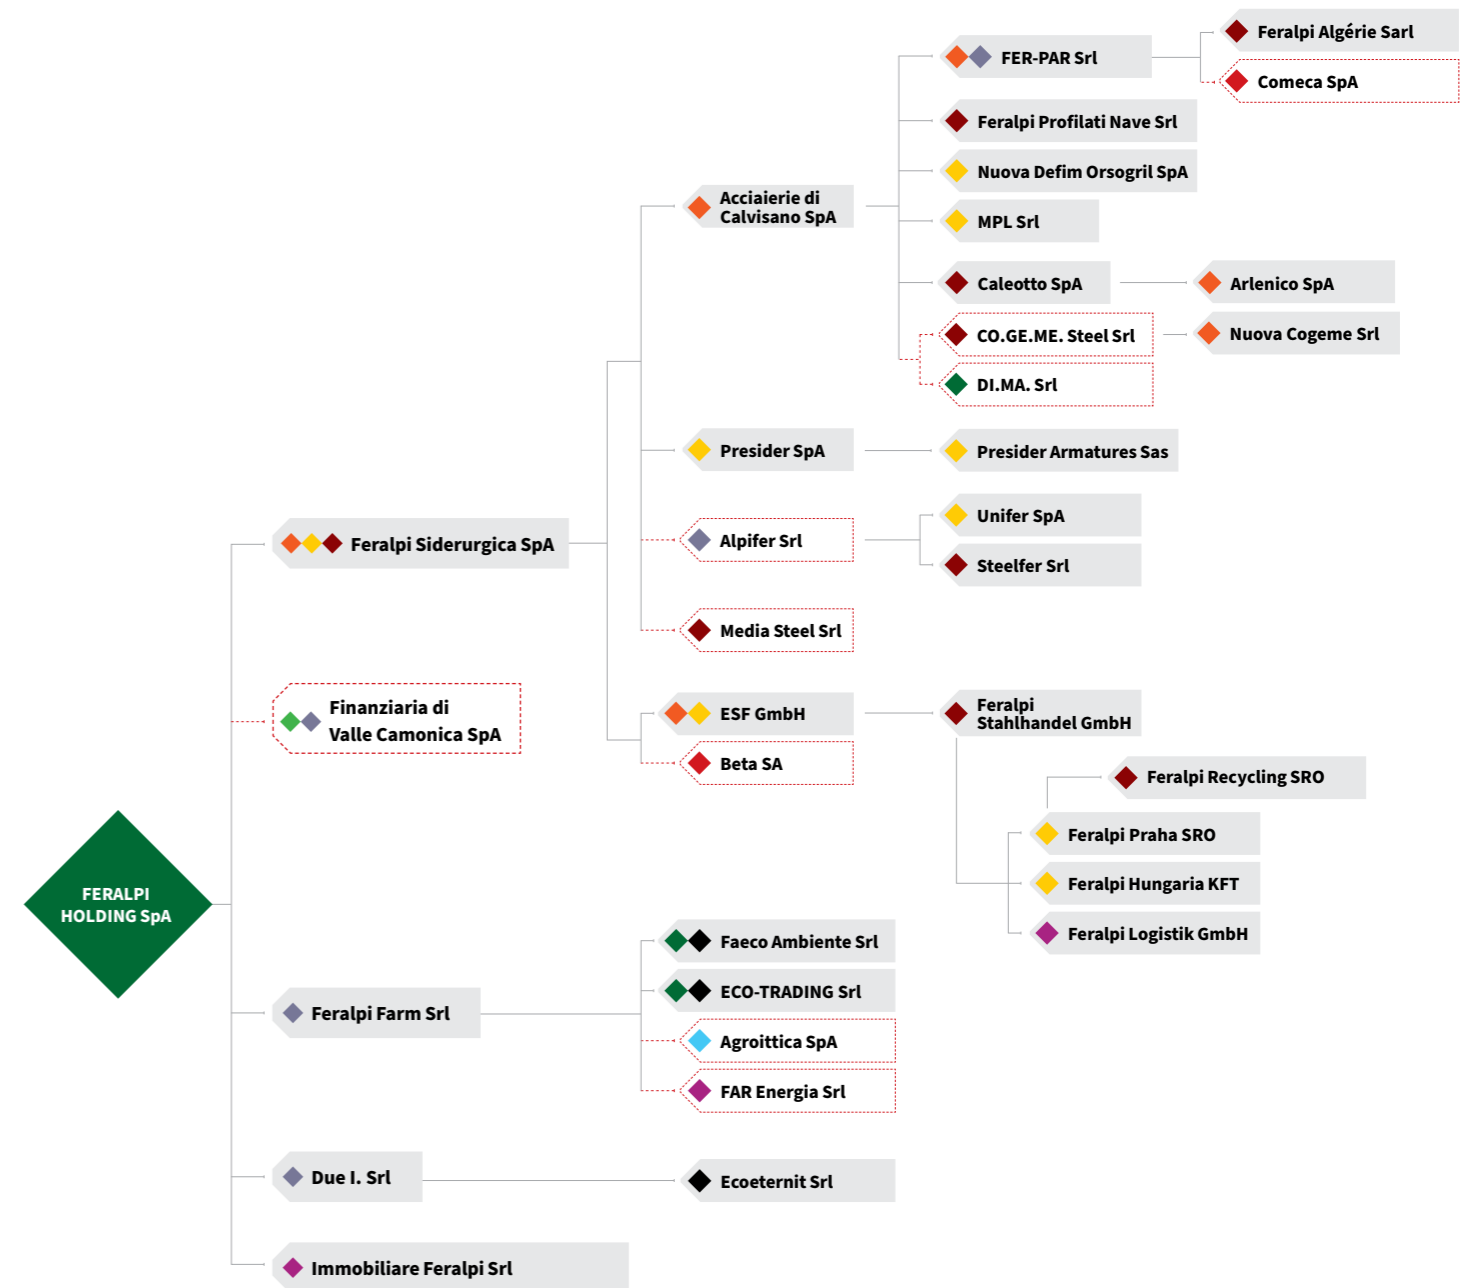 Feralpi Algérie Sarl
FER-PAR Srl
Comeca SpA
Feralpi Profilati Nave Srl
Nuova Defim Orsogril SpA
Acciaierie di
Calvisano SpA
MPL Srl
Caleotto SpA
Arlenico SpA
CO.GE.ME. Steel Srl
Nuova Cogeme Srl
DI.MA. Srl
Presider SpA
Presider Armatures Sas
Unifer SpA
Feralpi Siderurgica SpA
Alpifer Srl
Steelfer Srl
Media Steel Srl
Finanziaria di
Valle Camonica SpA
ESF GmbH
Feralpi
Stahlhandel GmbH
Beta SA
Feralpi Recycling SRO
Feralpi Praha SRO
Feralpi Hungaria KFT
FERALPI
HOLDING SpA
Feralpi Logistik GmbH
Faeco Ambiente Srl
ECO-TRADING Srl
Feralpi Farm Srl
Agroittica SpA
FAR Energia Srl
Due I. Srl
Ecoeternit Srl
Immobiliare Feralpi Srl